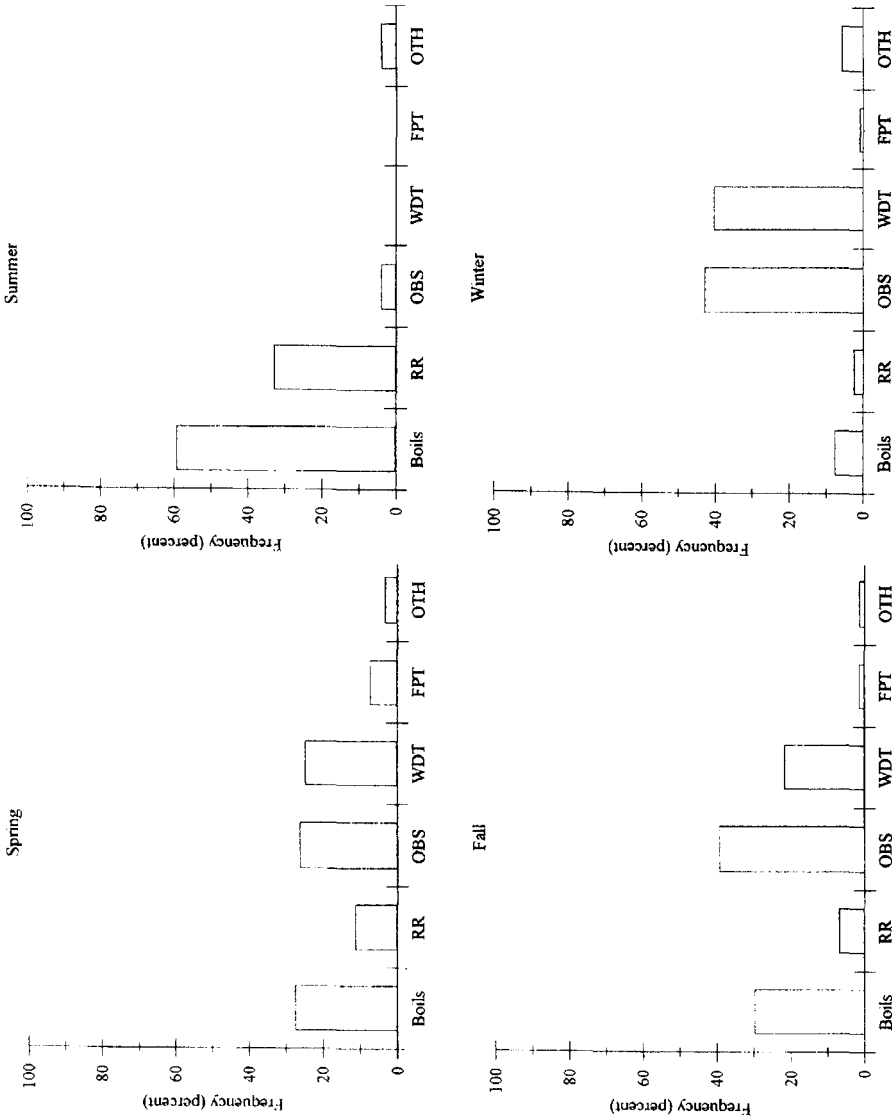 Spring
Frequency (percent)
100
80
60
40
20
0
Boils RR OBS WDT FPT OTH
Summer
Frequency (percent)
100
80
60
40
20
0
Boils RR OBS WDT FPT OTH
Fall
Frequency (percent)
100
80
60
40
20
0
Boils RR OBS WDT FPT OTH
Winter
Frequency (percent)
100
80
60
40
20
0
Boils RR OBS WDT FPT OTH